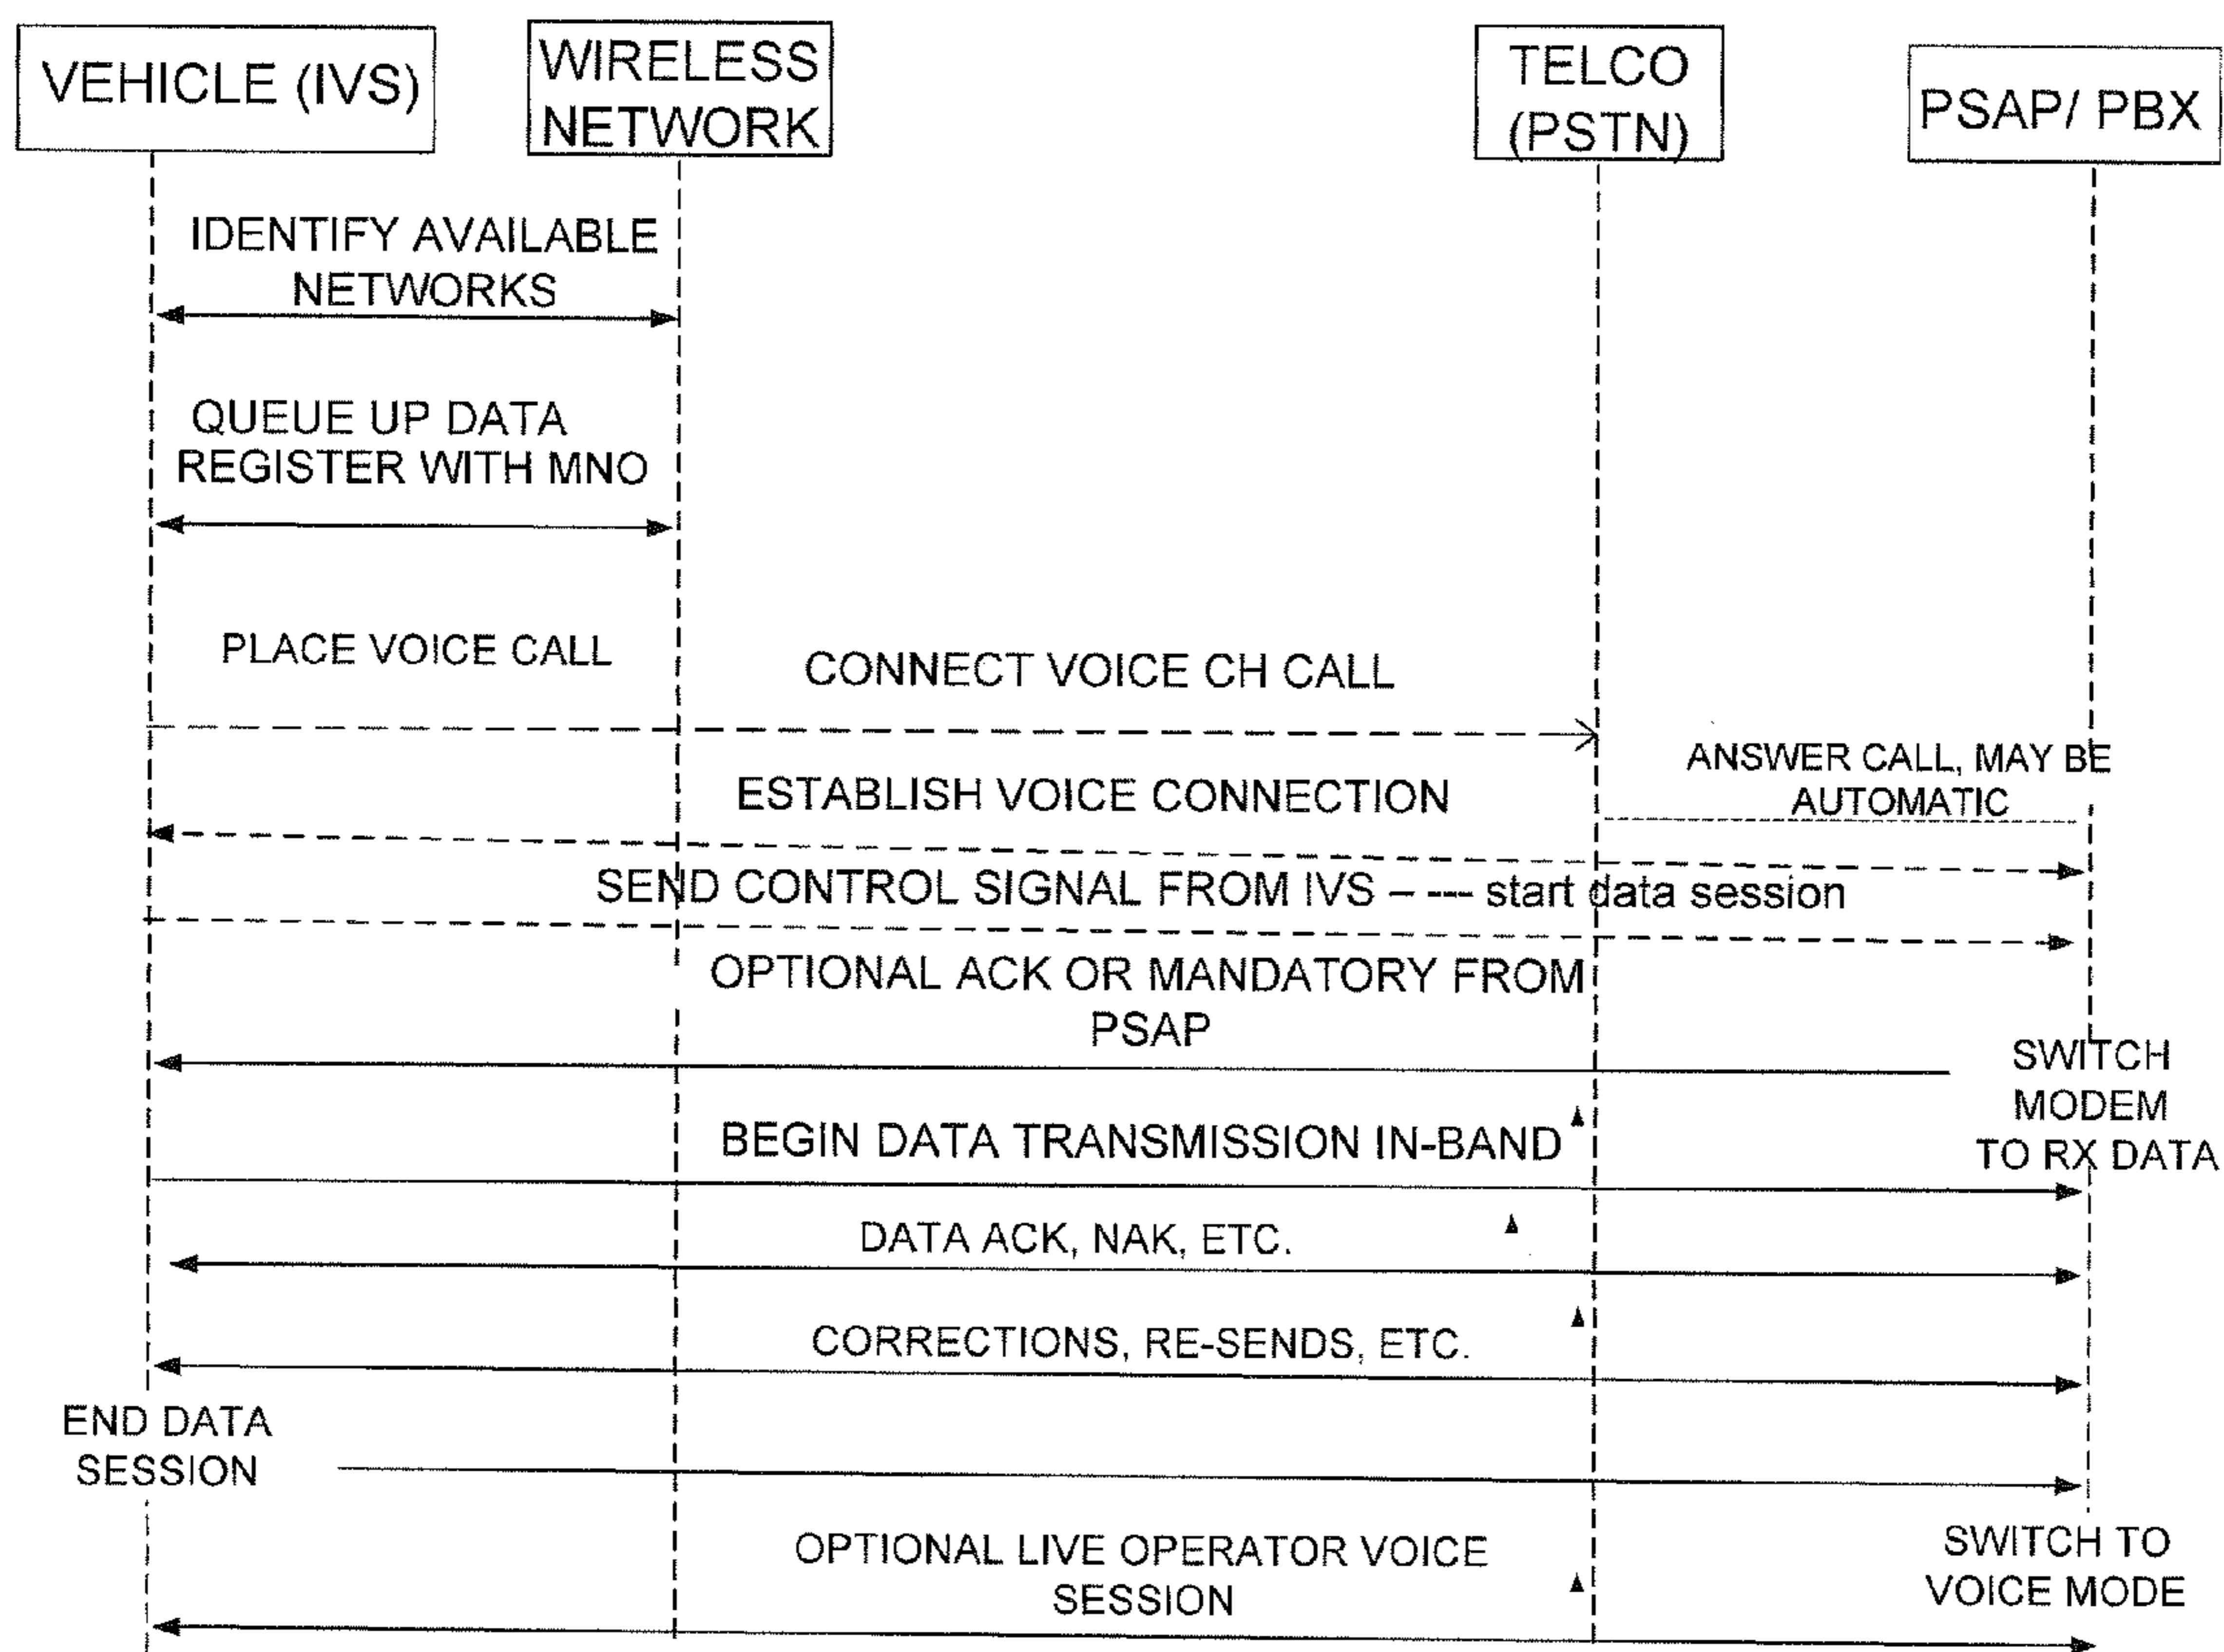 VEHICLE (IVS)
WIRELESS
NETWORK
TELCO
(PSTN)
PSAP/ PBX
IDENTIFY AVAILABLE
NETWORKS
QUEUE UP DATA
REGISTER WITH MNO
PLACE VOICE CALL
CONNECT VOICE CH CALL
ANSWER CALL, MAY BE
AUTOMATIC
ESTABLISH VOICE CONNECTION
SEND CONTROL SIGNAL FROM IVS – --- start data session
OPTIONAL ACK OR MANDATORY FROM
PSAP
SWITCH
MODEM
TO RX DATA
BEGIN DATA TRANSMISSION IN-BAND
DATA ACK, NAK, ETC.
CORRECTIONS, RE-SENDS, ETC.
END DATA
SESSION
OPTIONAL LIVE OPERATOR VOICE
SESSION
SWITCH TO
VOICE MODE